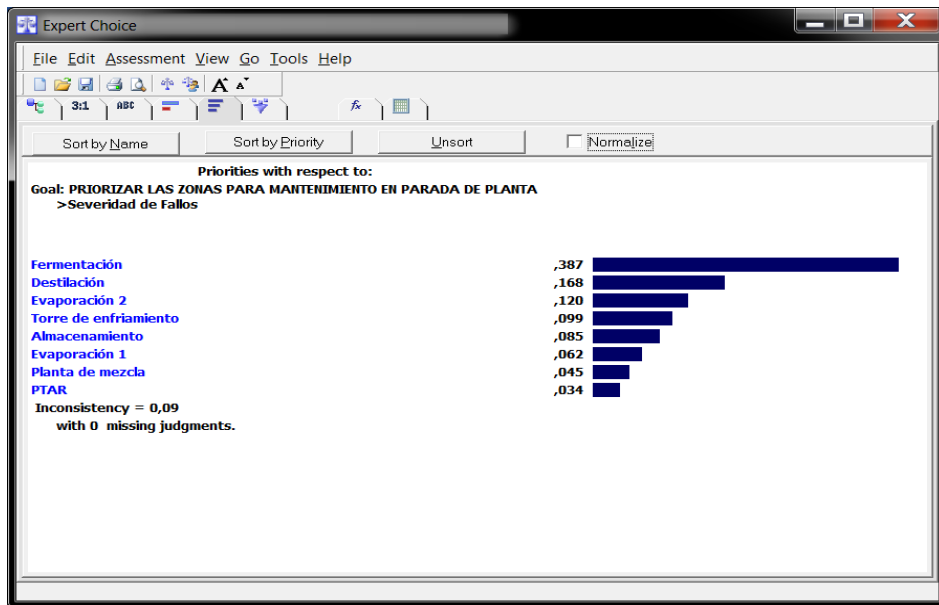 Expert Choice
File Edit Assessment View Go Tools Help
A A
3:1 ABC fx
Sort by Name Sort by Priority Unsort Normalize
Priorities with respect to:
Goal: PRIORIZAR LAS ZONAS PARA MANTENIMIENTO EN PARADA DE PLANTA
>Severidad de Fallos
Fermentación ,387
Destilación ,168
Evaporación 2 ,120
Torre de enfriamiento ,099
Almacenamiento ,085
Evaporación 1 ,062
Planta de mezcla ,045
PTAR ,034
Inconsistency = 0,09
with 0 missing judgments.